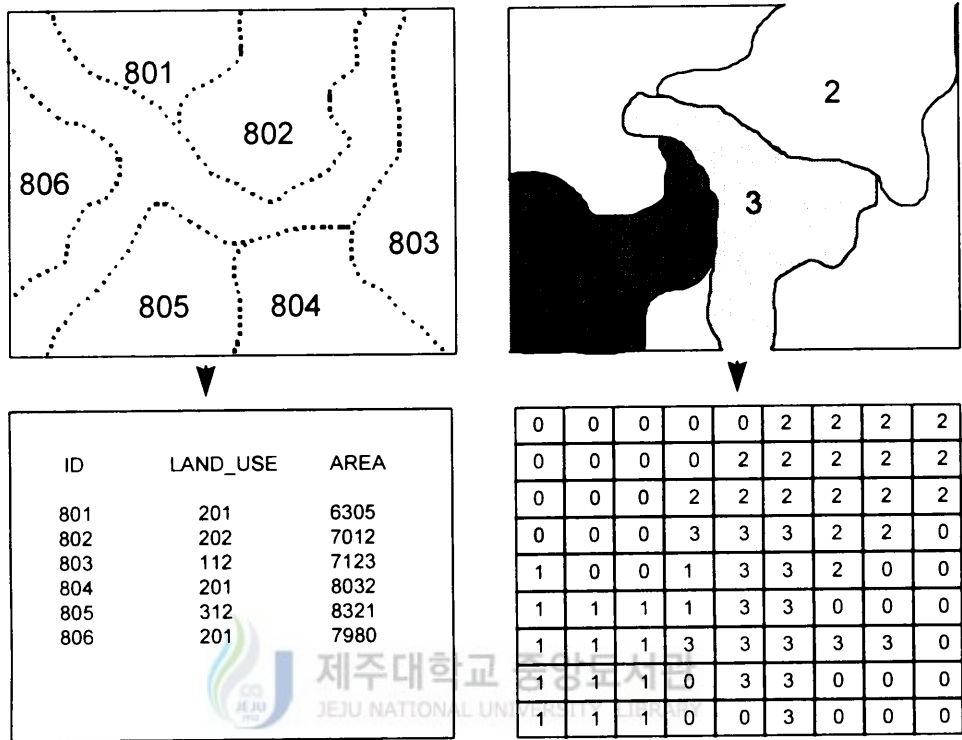 801
802
806
803
805
804
2
3
ID LAND_USE AREA
801 201 6305
802 202 7012
803 112 7123
804 201 8032
805 312 8321
806 201 7980
0 0 0 0 0 2 2 2 2
0 0 0 0 2 2 2 2 2
0 0 0 2 2 2 2 2 2
0 0 0 3 3 3 2 2 0
1 0 0 1 3 3 2 0 0
1 1 1 1 3 3 0 0 0
1 1 1 3 3 3 3 3 0
1 1 1 0 3 3 0 0 0
1 1 1 0 0 3 0 0 0
제주대학교 중앙도서관
JEJU NATIONAL UNIVERSITY LIBRARY
JEJU
1952